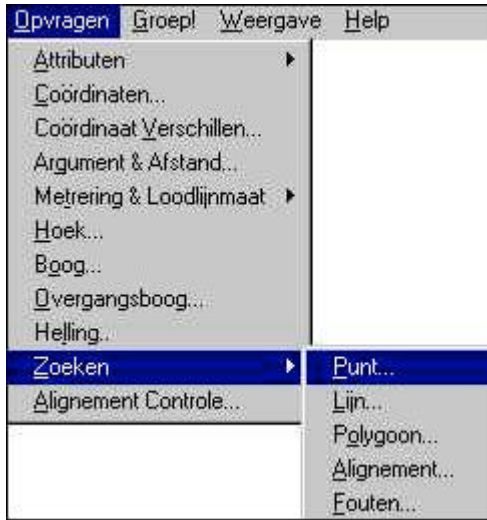 Opvragen Groep! Weergave Help
Attributen
Coördinaten...
Coördinaat Verschillen...
Argument & Afstand...
Metrering & Loodlijnmaat
Hoek...
Boog...
Overgangsboog...
Helling..
Zoeken Punt...
Alignement Controle... Lijn...
Polygoon...
Alignement...
Fouten...